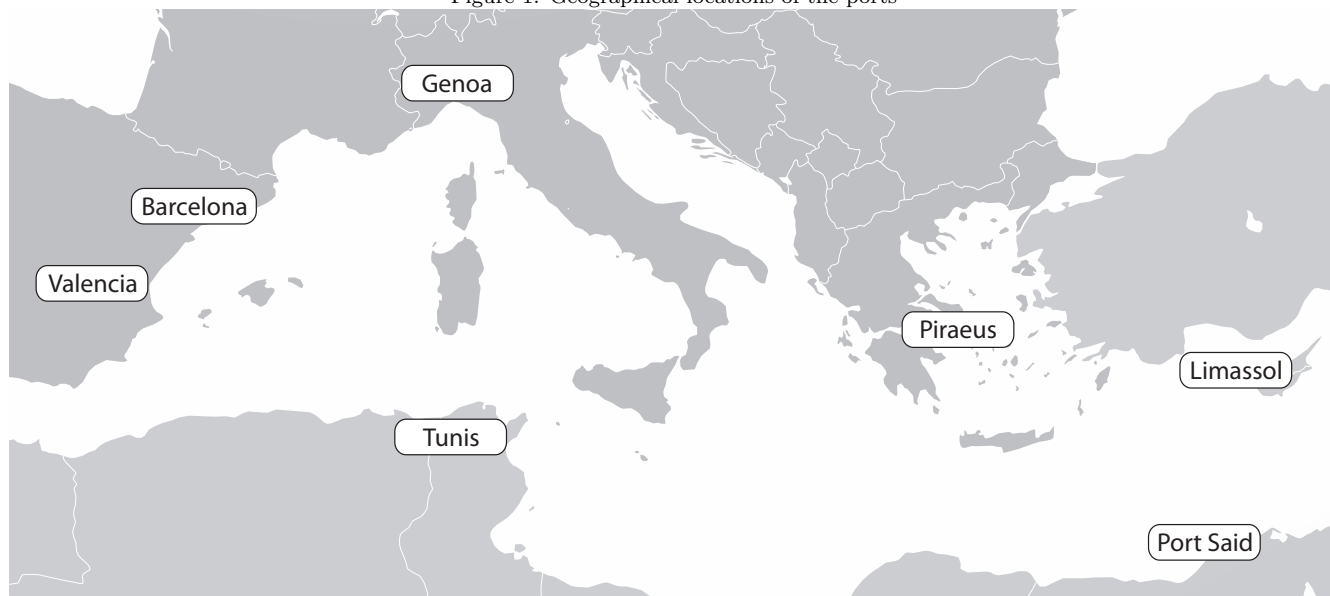 Figure 1: Geographical locations of the ports
Genoa
Barcelona
Valencia
Piraeus
Limassol
Tunis
Port Said